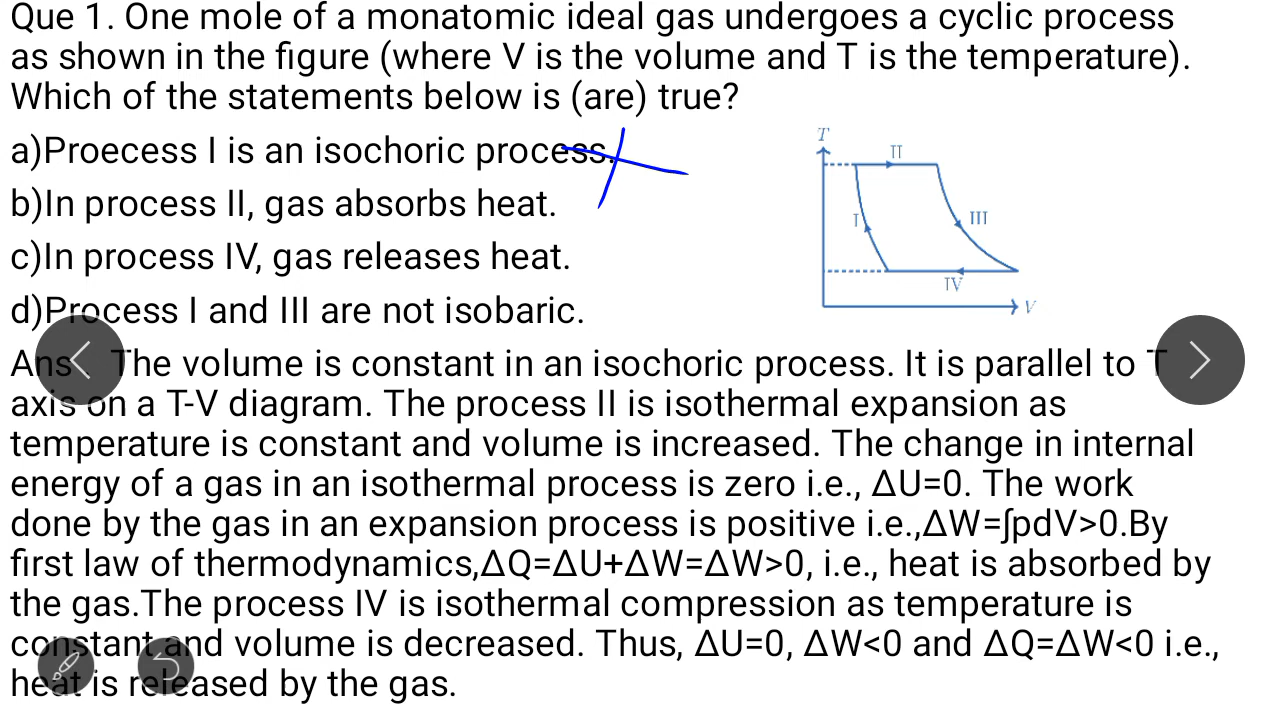 Que 1. One mole of a monatomic ideal gas undergoes a cyclic process
as shown in the figure (where V is the volume and T is the temperature).
Which of the statements below is (are) true?
a)Proecess I is an isochoric process.
b)In process II, gas absorbs heat.
c)In process IV, gas releases heat.
d)Process I and III are not isobaric.
T
II
I
III
IV
V
Ans. The volume is constant in an isochoric process. It is parallel to T
axis on a T-V diagram. The process II is isothermal expansion as
temperature is constant and volume is increased. The change in internal
energy of a gas in an isothermal process is zero i.e., ΔU=0. The work
done by the gas in an expansion process is positive i.e.,ΔW=∫pdV>0.By
first law of thermodynamics,ΔQ=ΔU+ΔW=ΔW>0, i.e., heat is absorbed by
the gas.The process IV is isothermal compression as temperature is
constant and volume is decreased. Thus, ΔU=0, ΔW<0 and ΔQ=ΔW<0 i.e.,
heat is released by the gas.